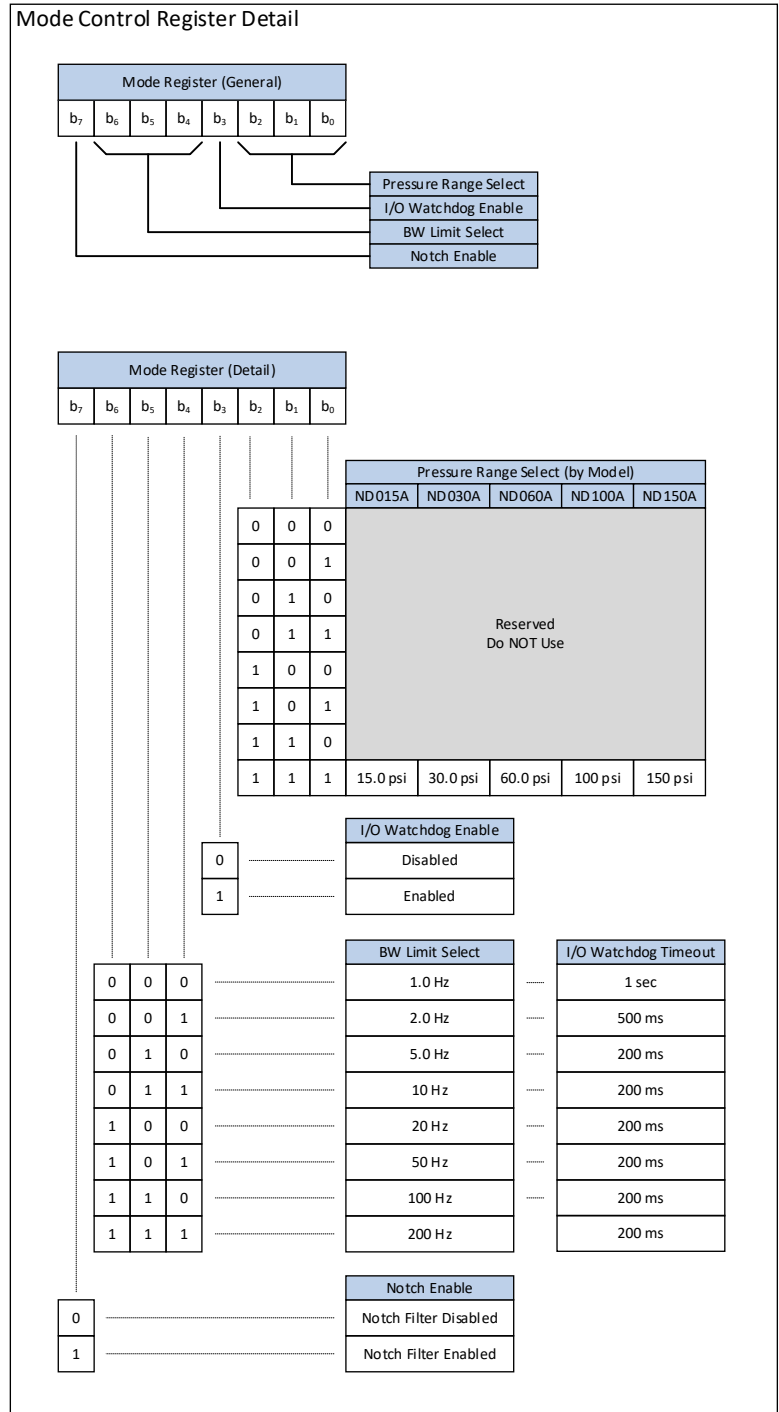 Mode Control Register Detail
Mode Register (General)
b₇ b₆ b₅ b₄ b₃ b₂ b₁ b₀
Pressure Range Select
I/O Watchdog Enable
BW Limit Select
Notch Enable
Mode Register (Detail)
b₇ b₆ b₅ b₄ b₃ b₂ b₁ b₀
Pressure Range Select (by Model)
ND015A ND030A ND060A ND100A ND150A
0 0 0
0 0 1
0 1 0
0 1 1
1 0 0
1 0 1
1 1 0
Reserved
Do NOT Use
1 1 1 15.0 psi 30.0 psi 60.0 psi 100 psi 150 psi
I/O Watchdog Enable
0 Disabled
1 Enabled
BW Limit Select I/O Watchdog Timeout
0 0 0 1.0 Hz 1 sec
0 0 1 2.0 Hz 500 ms
0 1 0 5.0 Hz 200 ms
0 1 1 10 Hz 200 ms
1 0 0 20 Hz 200 ms
1 0 1 50 Hz 200 ms
1 1 0 100 Hz 200 ms
1 1 1 200 Hz 200 ms
Notch Enable
0 Notch Filter Disabled
1 Notch Filter Enabled